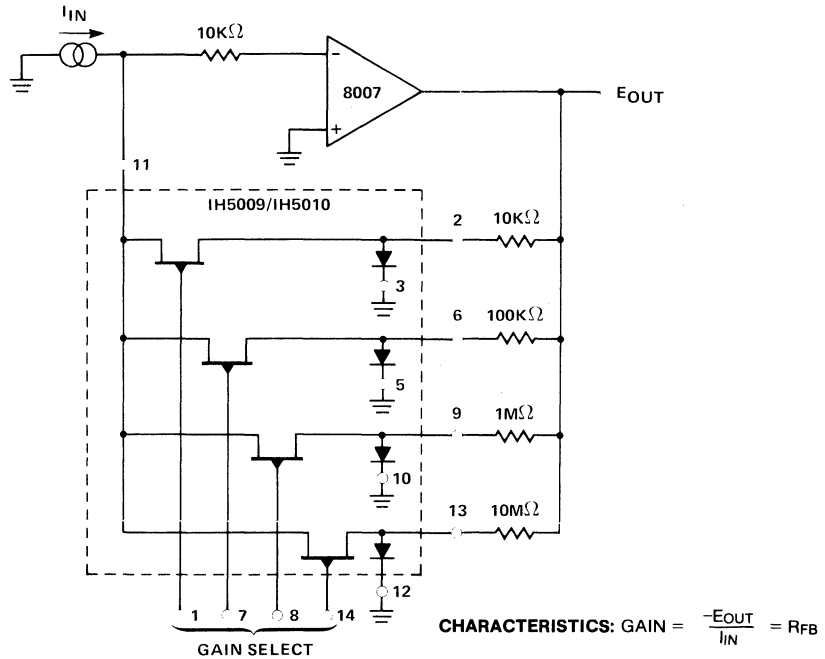 IIN
10KΩ
−
8007
+
EOUT
11
IH5009/IH5010
2
10KΩ
3
6
100KΩ
5
9
1MΩ
10
13
10MΩ
12
1 7 8 14
GAIN SELECT
CHARACTERISTICS: GAIN = −EOUT / IIN = RFB